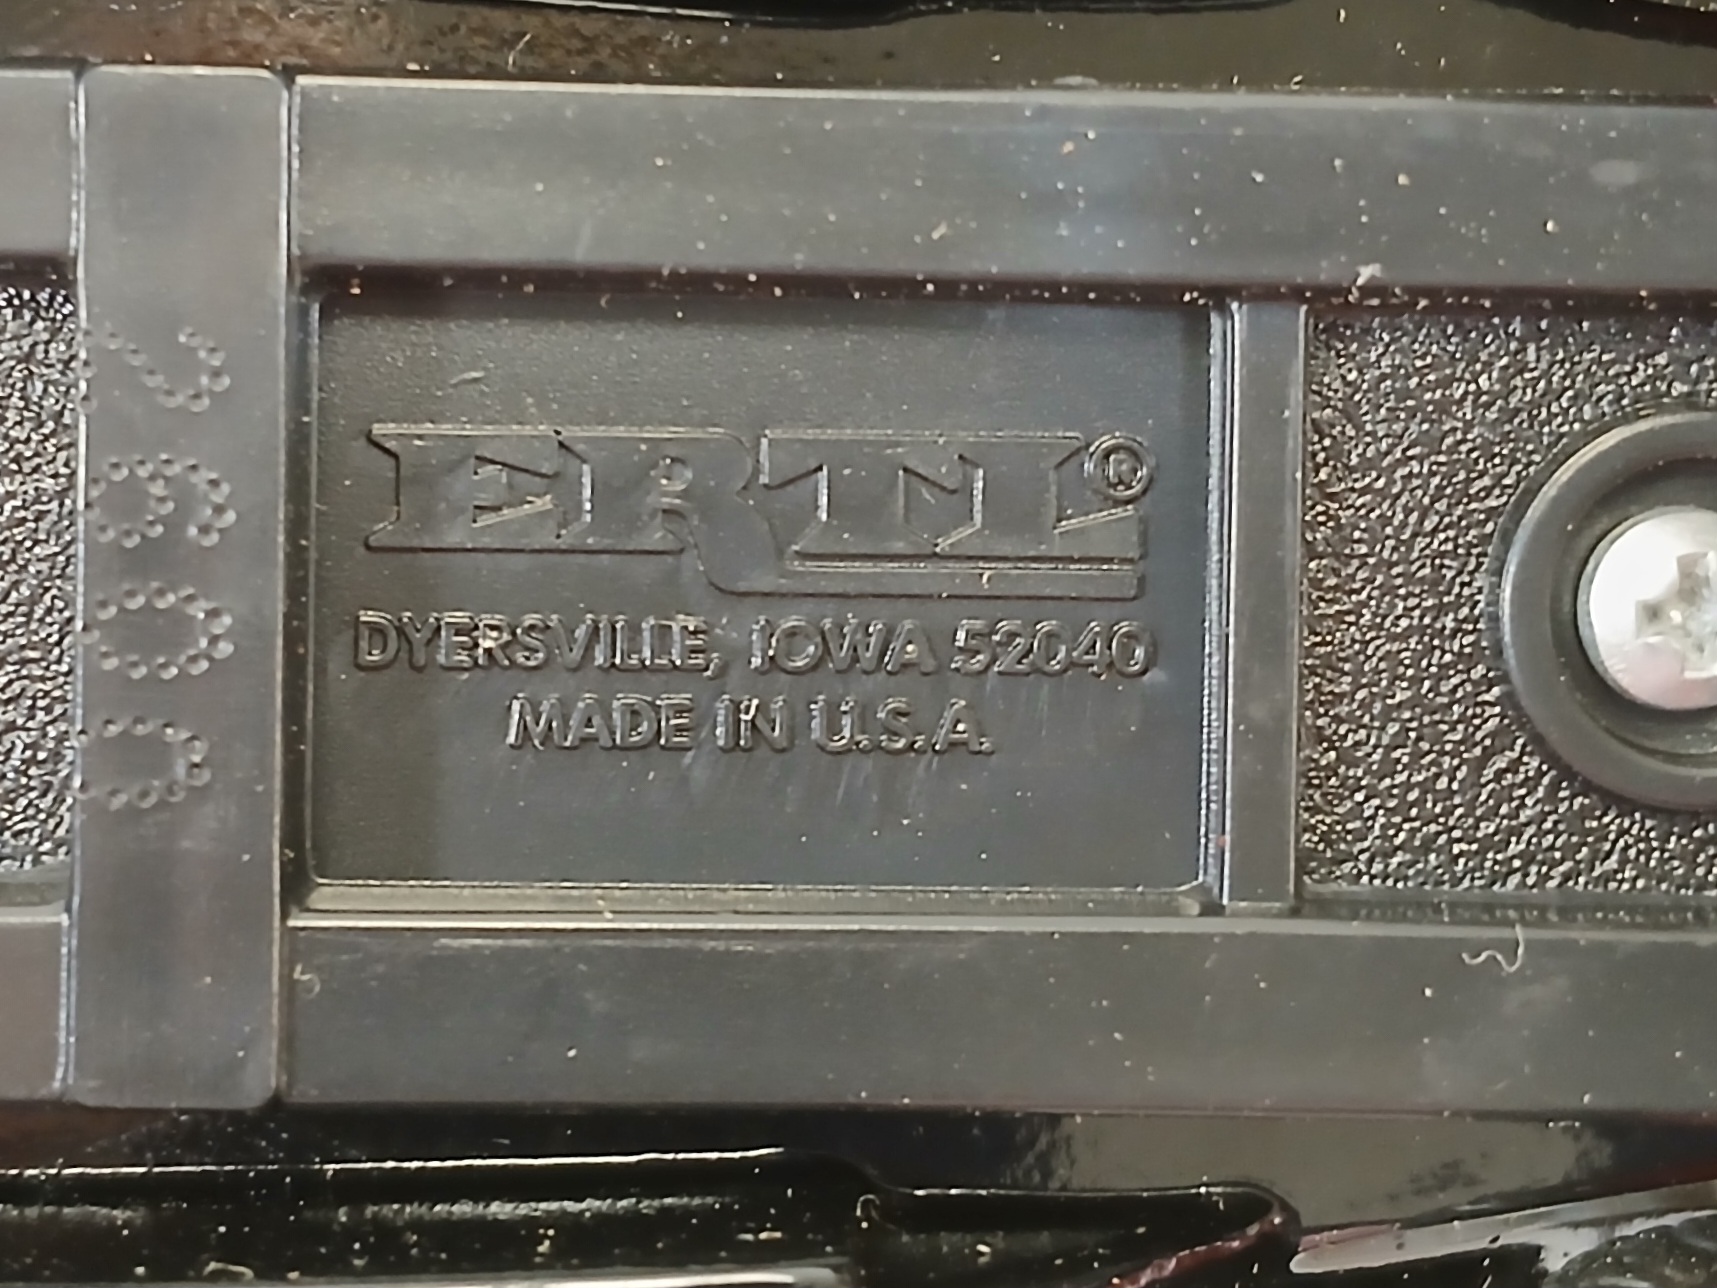 ERTL®
DYERSVILLE, IOWA 52040
MADE IN U.S.A.